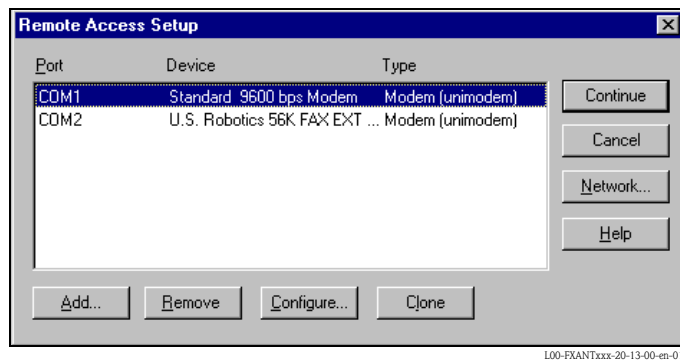 Remote Access Setup
Port Device Type
COM1 Standard 9600 bps Modem Modem (unimodem)
COM2 U.S. Robotics 56K FAX EXT ... Modem (unimodem)
Continue
Cancel
Network...
Help
Add... Remove Configure... Clone
L00-FXANTxxx-20-13-00-en-0